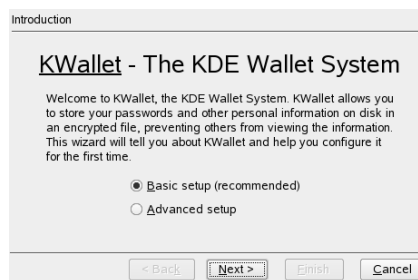 Introduction
KWallet - The KDE Wallet System
Welcome to KWallet, the KDE Wallet System. KWallet allows you
to store your passwords and other personal information on disk in
an encrypted file, preventing others from viewing the information.
This wizard will tell you about KWallet and help you configure it
for the first time.
Basic setup (recommended)
Advanced setup
< Back Next > Finish Cancel